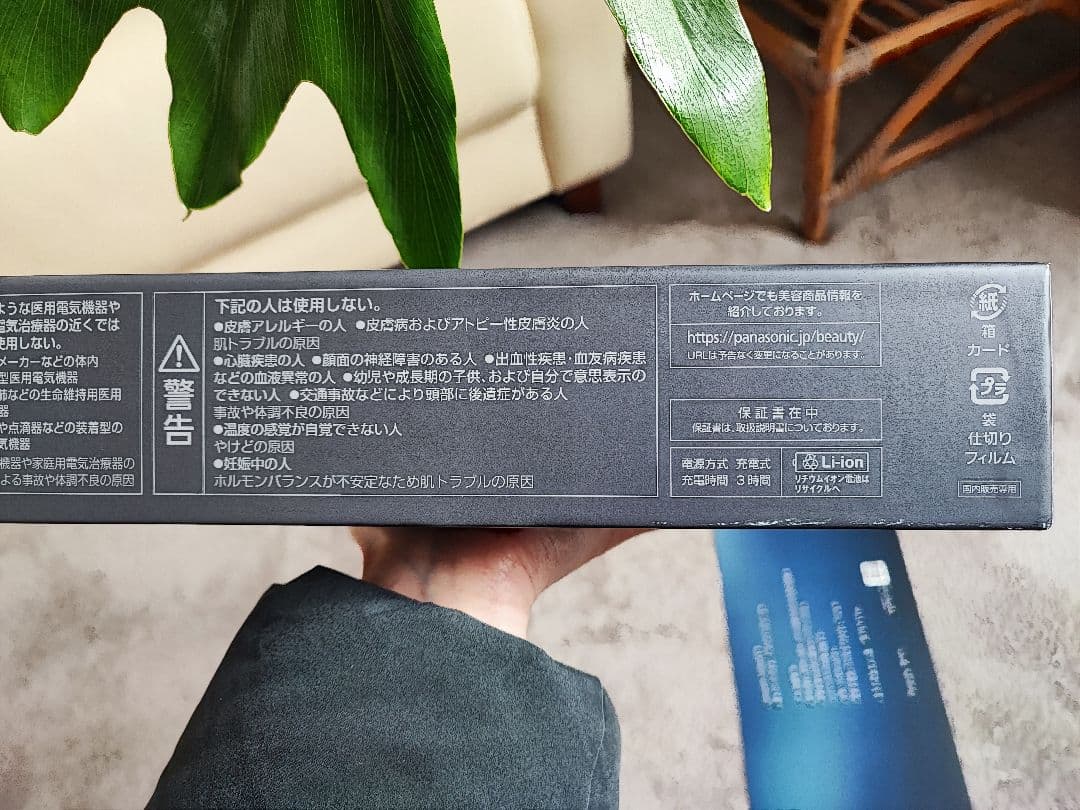 ような医用電気機器や
電気治療器の近くでは
使用しない。
メーカーなどの体内
型医用電気機器
肺などの生命維持用医用
器
や点滴器などの装着型の
気機器
機器や家庭用電気治療器の
よる事故や体調不良の原因
警告
下記の人は使用しない。
●皮膚アレルギーの人 ●皮膚病およびアトピー性皮膚炎の人
肌トラブルの原因
●心臓疾患の人 ●顔面の神経障害のある人 ●出血性疾患・血友病疾患
などの血液異常の人 ●幼児や成長期の子供、および自分で意思表示の
できない人 ●交通事故などにより頭部に後遺症がある人
事故や体調不良の原因
●温度の感覚が自覚できない人
やけどの原因
●妊娠中の人
ホルモンバランスが不安定なため肌トラブルの原因
ホームページでも美容商品情報を
紹介しております。
https://panasonic.jp/beauty/
URLは予告なく変更になることがあります。
保証書在中
保証書は、取扱説明書についております。
電源方式 充電式
充電時間 3時間
Li-ion
リチウムイオン電池は
リサイクルへ
紙
箱
カード
プラ
袋
仕切り
フィルム
国内販売専用